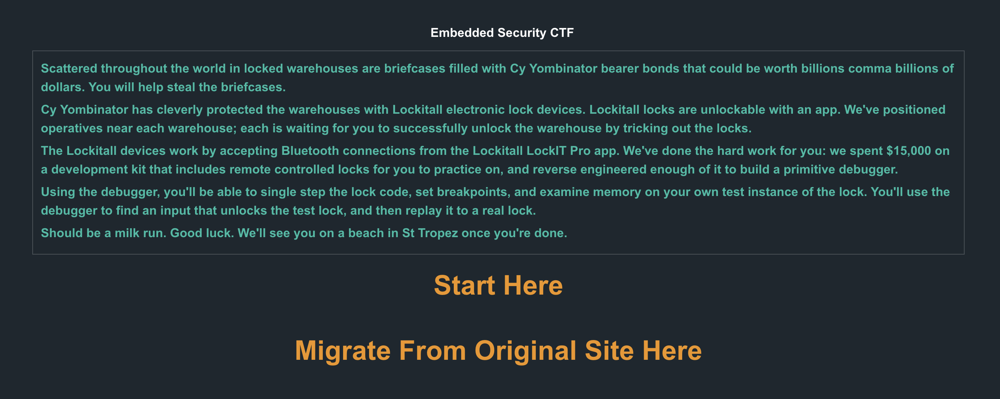 Embedded Security CTF
Scattered throughout the world in locked warehouses are briefcases filled with Cy Yombinator bearer bonds that could be worth billions comma billions of
dollars. You will help steal the briefcases.
Cy Yombinator has cleverly protected the warehouses with Lockitall electronic lock devices. Lockitall locks are unlockable with an app. We've positioned
operatives near each warehouse; each is waiting for you to successfully unlock the warehouse by tricking out the locks.
The Lockitall devices work by accepting Bluetooth connections from the Lockitall LockIT Pro app. We've done the hard work for you: we spent $15,000 on
a development kit that includes remote controlled locks for you to practice on, and reverse engineered enough of it to build a primitive debugger.
Using the debugger, you'll be able to single step the lock code, set breakpoints, and examine memory on your own test instance of the lock. You'll use the
debugger to find an input that unlocks the test lock, and then replay it to a real lock.
Should be a milk run. Good luck. We'll see you on a beach in St Tropez once you're done.
Start Here
Migrate From Original Site Here